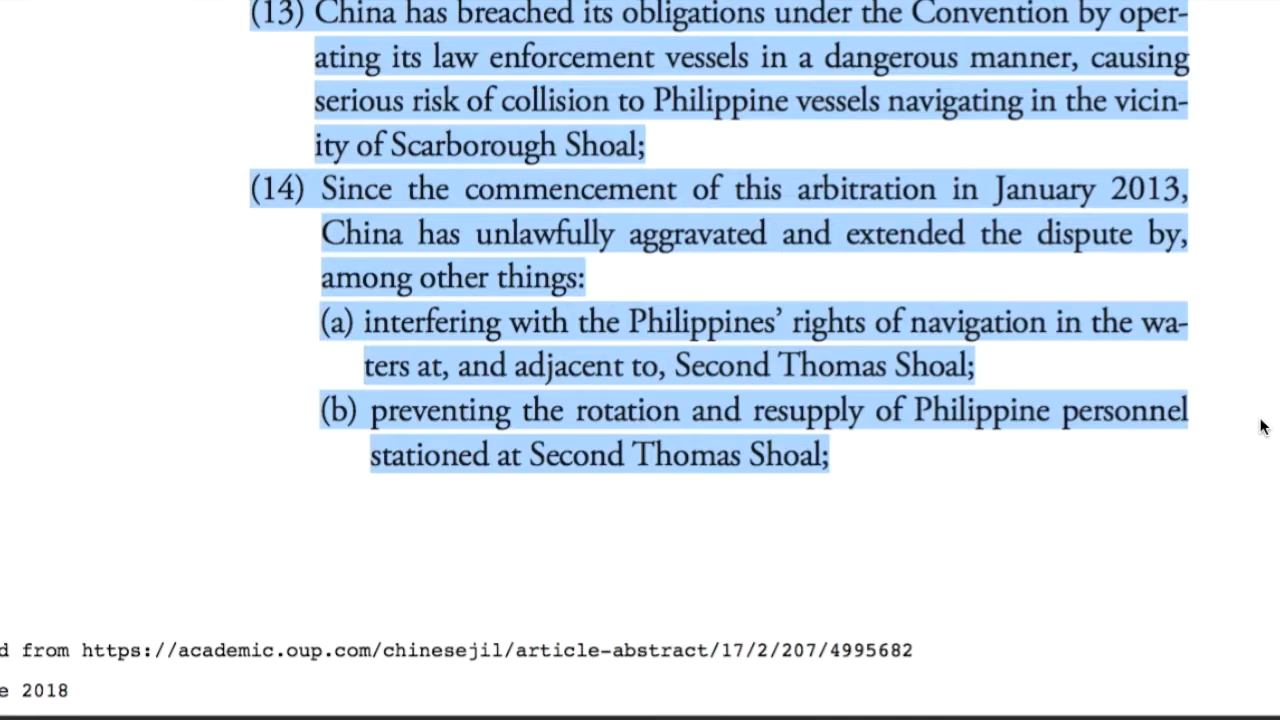 (13) China has breached its obligations under the Convention by oper-
ating its law enforcement vessels in a dangerous manner, causing
serious risk of collision to Philippine vessels navigating in the vicin-
ity of Scarborough Shoal;
(14) Since the commencement of this arbitration in January 2013,
China has unlawfully aggravated and extended the dispute by,
among other things:
(a) interfering with the Philippines’ rights of navigation in the wa-
ters at, and adjacent to, Second Thomas Shoal;
(b) preventing the rotation and resupply of Philippine personnel
stationed at Second Thomas Shoal;
d from https://academic.oup.com/chinesejil/article-abstract/17/2/207/4995682
e 2018